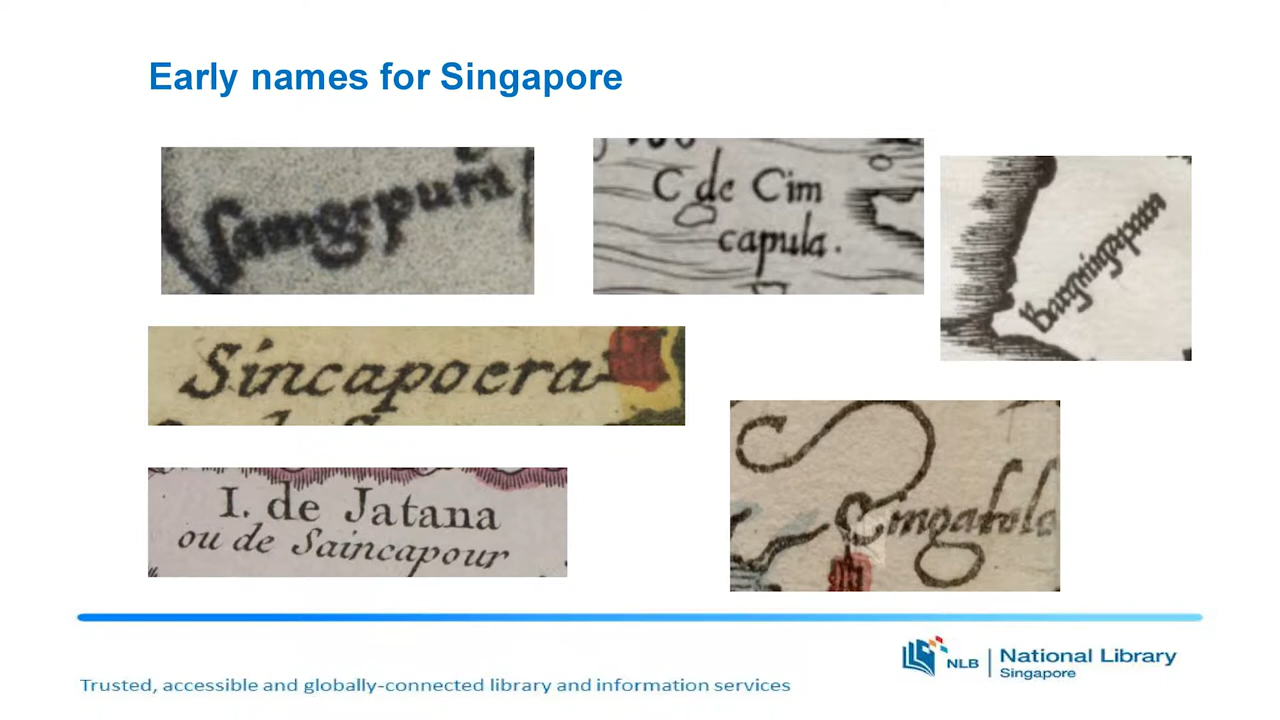 Early names for Singapore
C de Cim
capula.
Sincapoera
I. de Jatana
ou de Saincapour
NLB
National Library
Singapore
Trusted, accessible and globally-connected library and information services